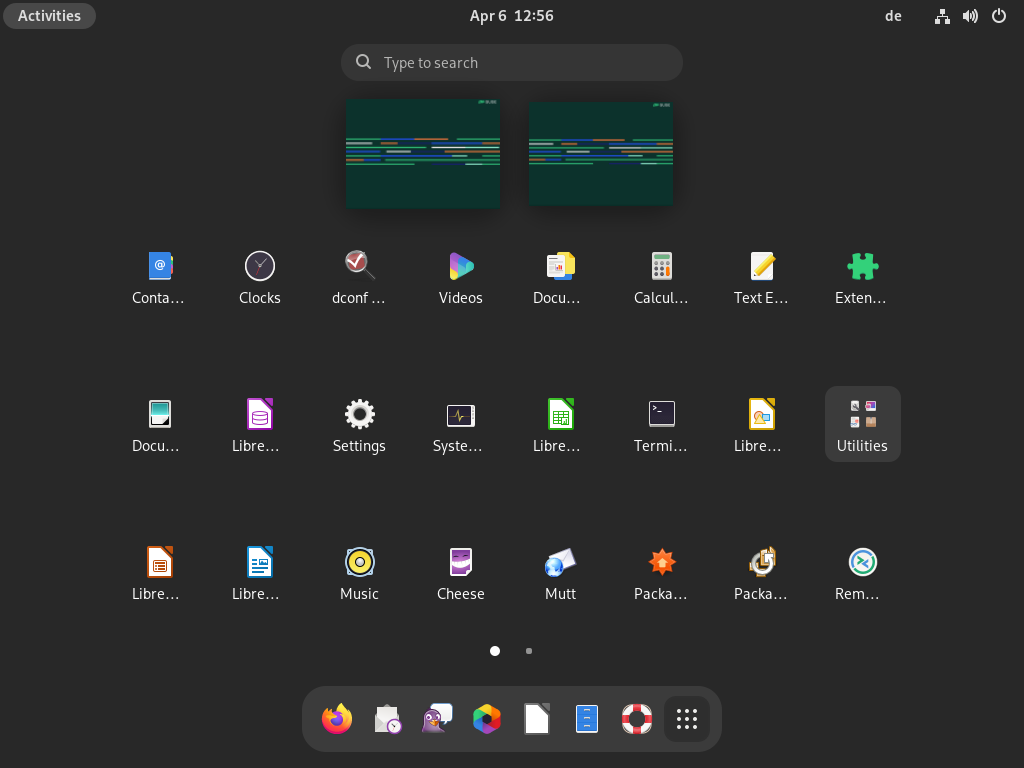 Activities
Apr 6 12:56
de
Type to search
Conta…
Clocks
dconf …
Videos
Docu…
Calcul…
Text E…
Exten…
Docu…
Libre…
Settings
Syste…
Libre…
Termi…
Libre…
Utilities
Libre…
Libre…
Music
Cheese
Mutt
Packa…
Packa…
Rem…